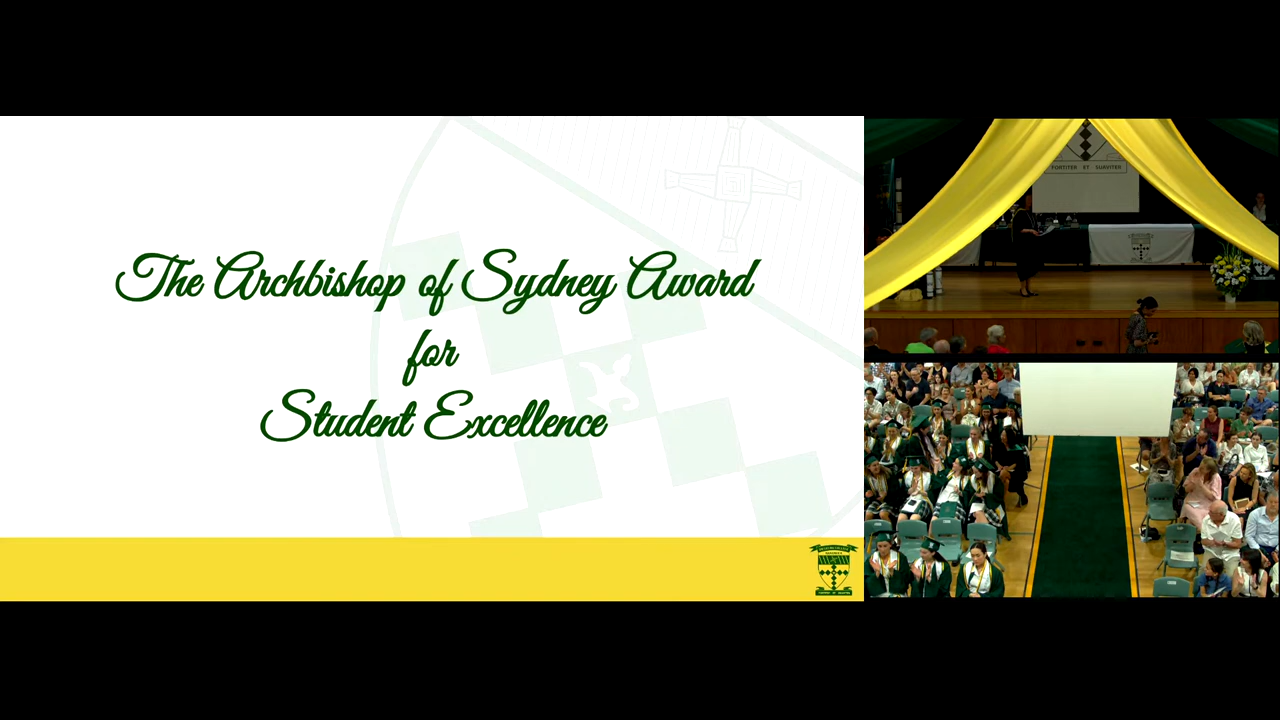 The Archbishop of Sydney Award
for
Student Excellence
FORTITER ET SUAVITER